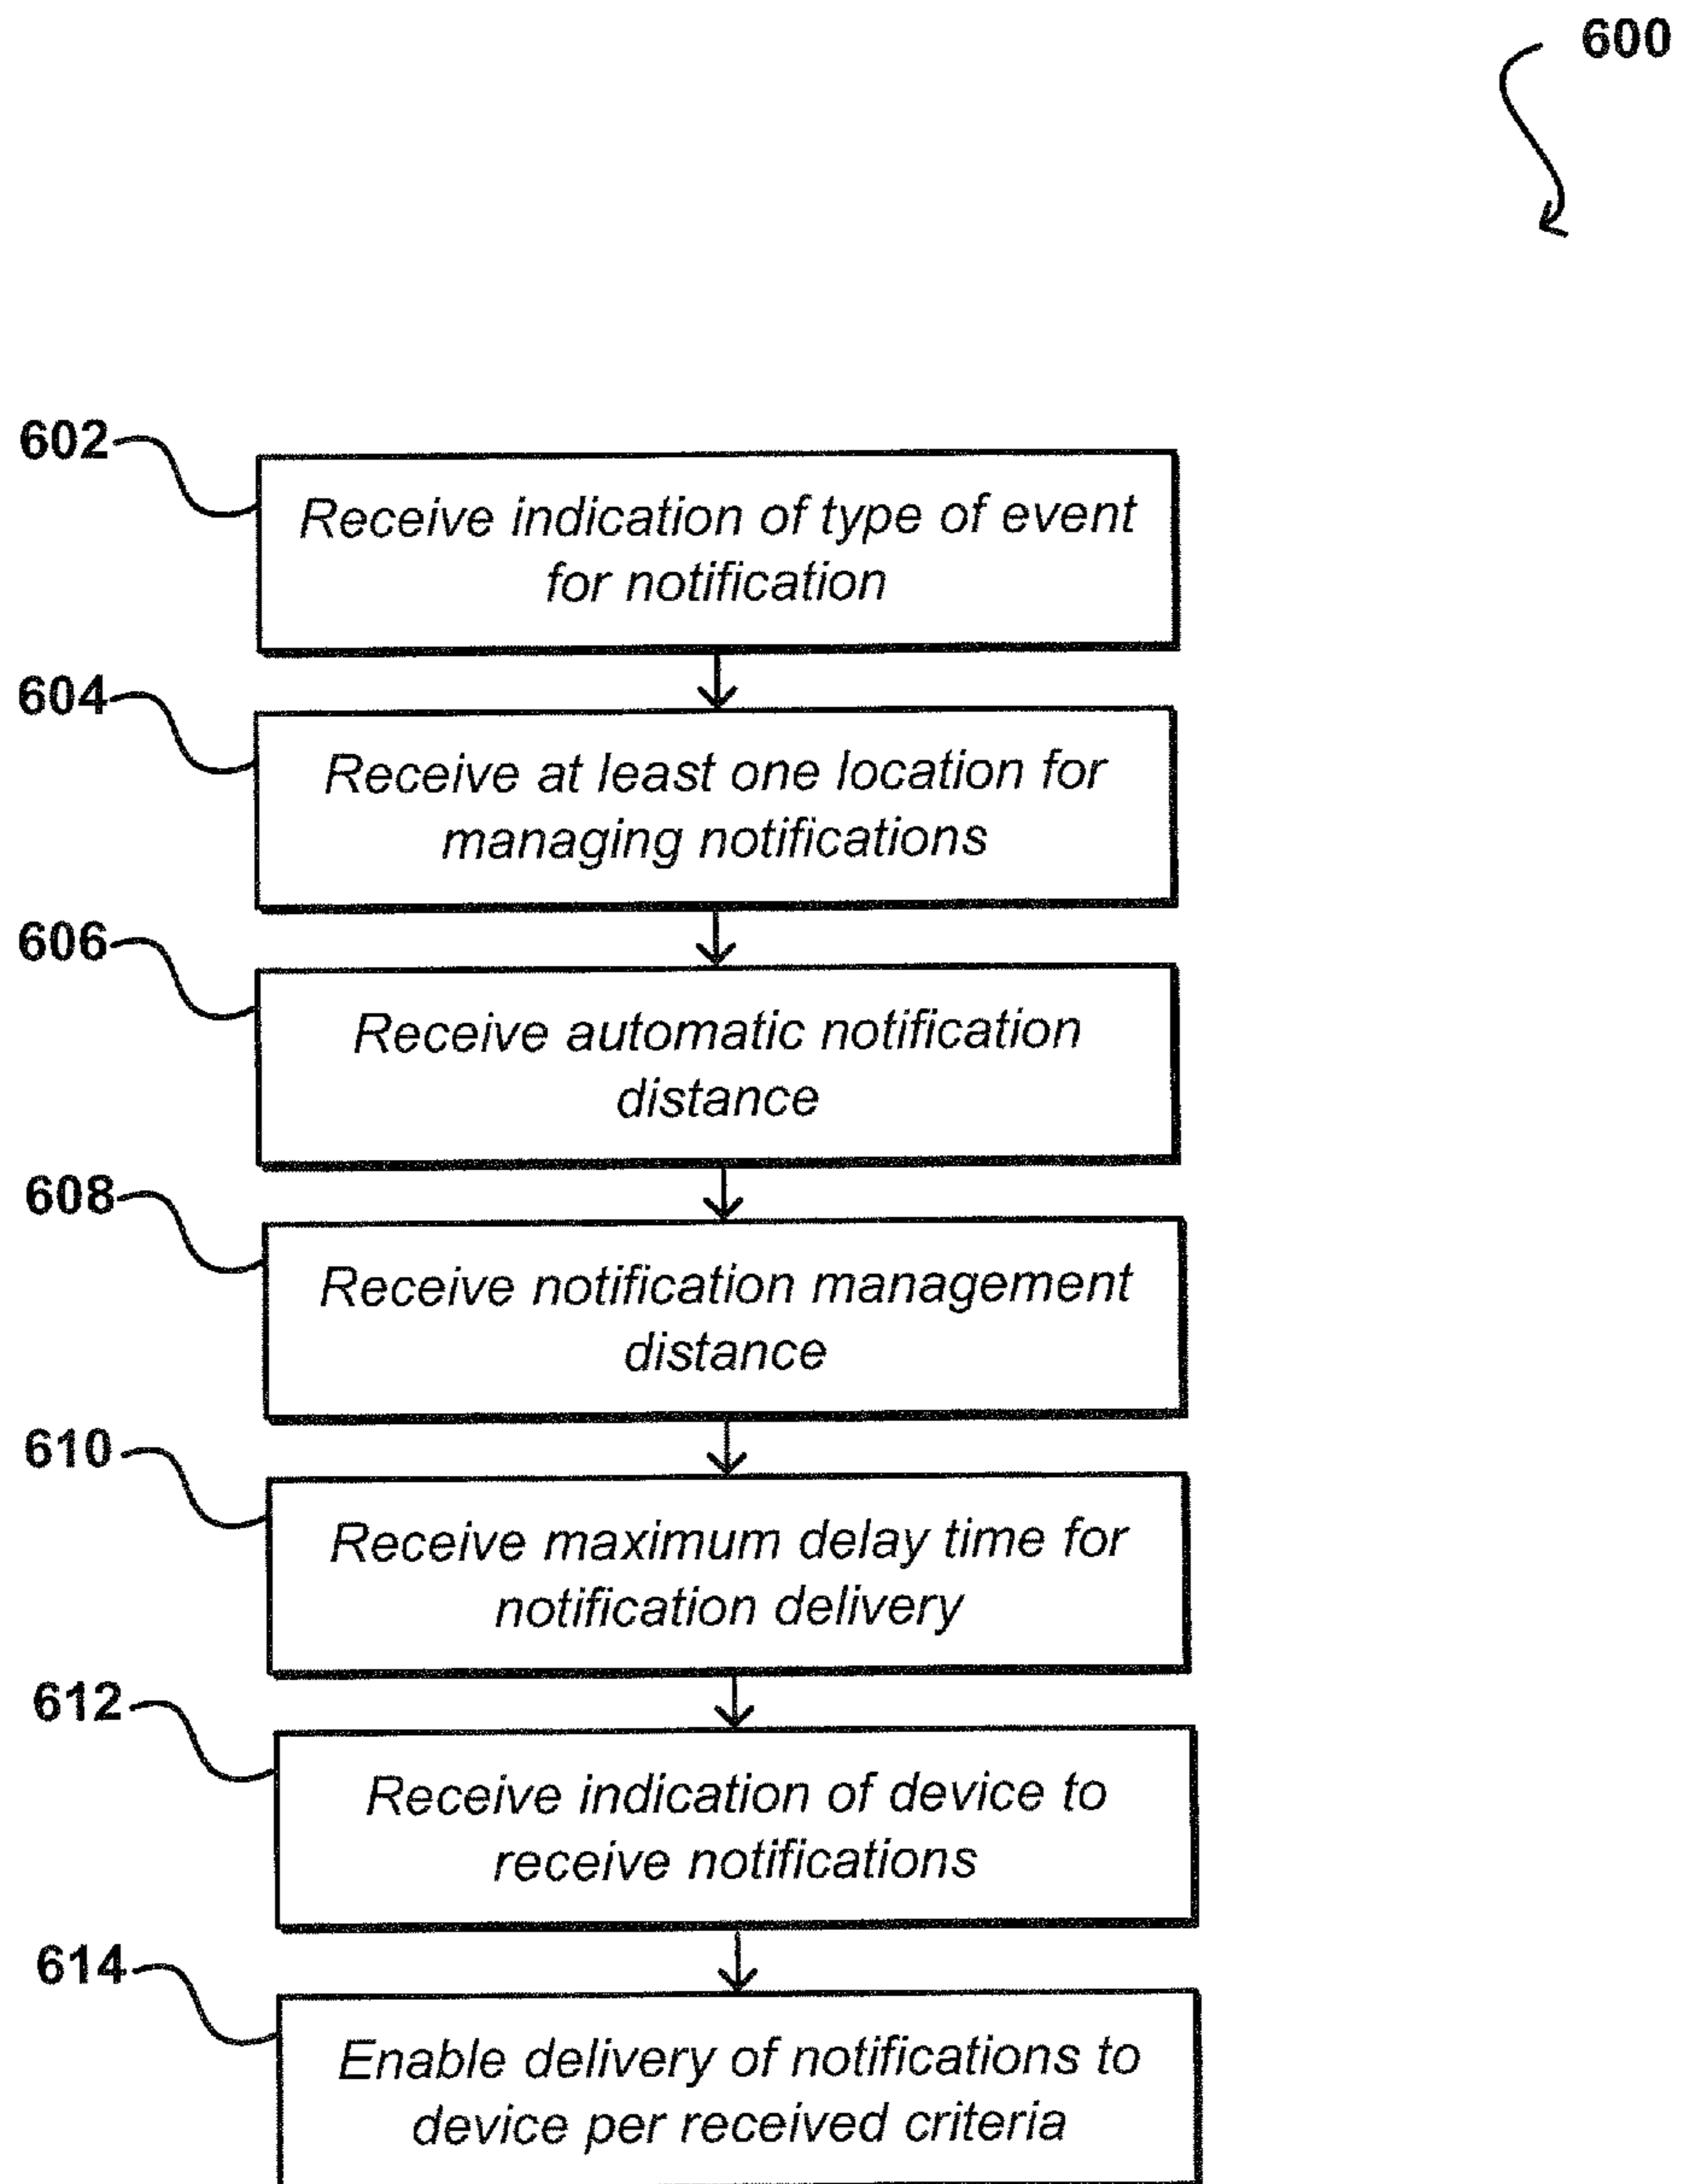 600
602
Receive indication of type of event
for notification
604
Receive at least one location for
managing notifications
606
Receive automatic notification
distance
608
Receive notification management
distance
610
Receive maximum delay time for
notification delivery
612
Receive indication of device to
receive notifications
614
Enable delivery of notifications to
device per received criteria